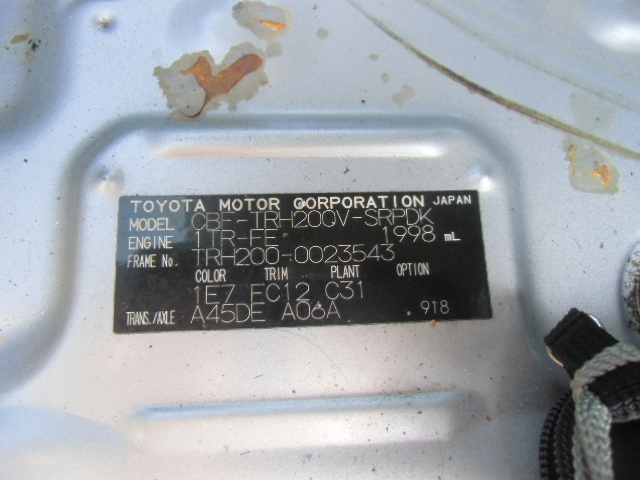 TOYOTA MOTOR CORPORATION JAPAN
MODEL CBF-TRH200V-SRPDK
ENGINE 1TR-FE 1998 mL
FRAME No. TRH200-0023543
COLOR TRIM PLANT OPTION
1E7 FC12 C31
TRANS./AXLE A45DE A06A .918